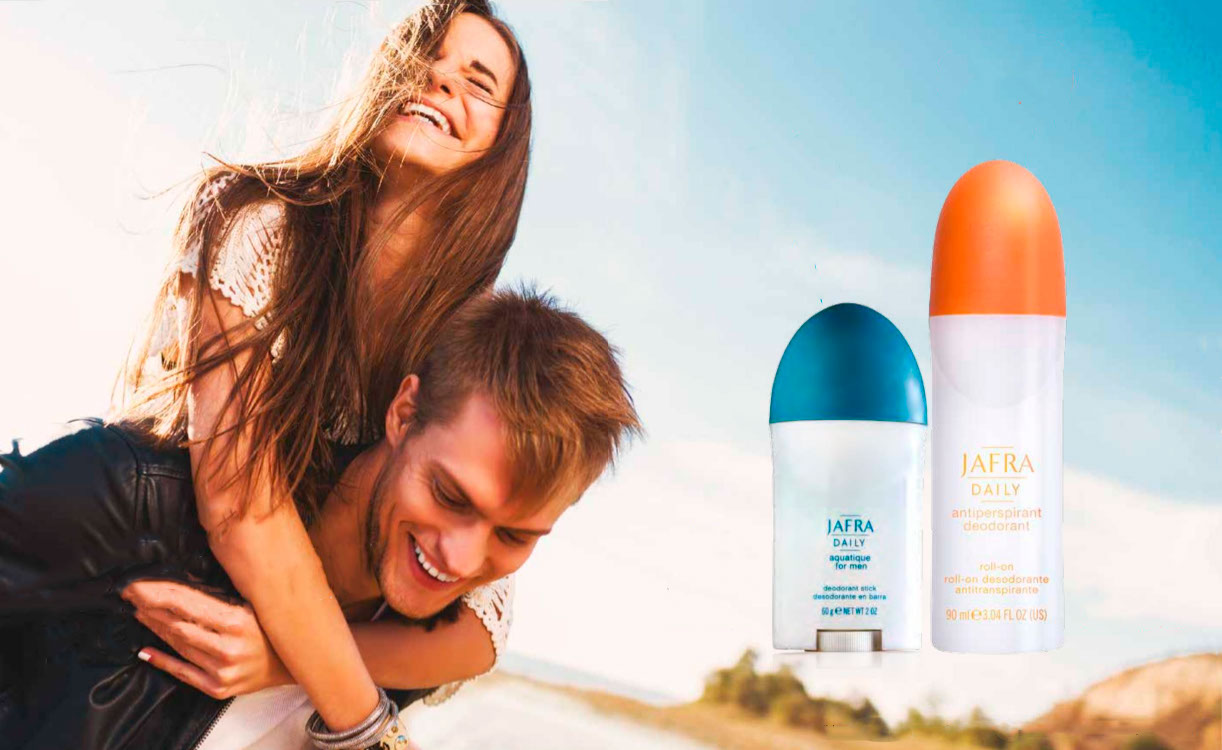 JAFRA
DAILY
aquatique
for men
deodorant stick
desodorante en barra
60 g e NET WT 2 OZ
JAFRA
DAILY
antiperspirant
deodorant
roll-on
roll-on desodorante
antitranspirante
90 ml e 3.04 FL OZ (US)